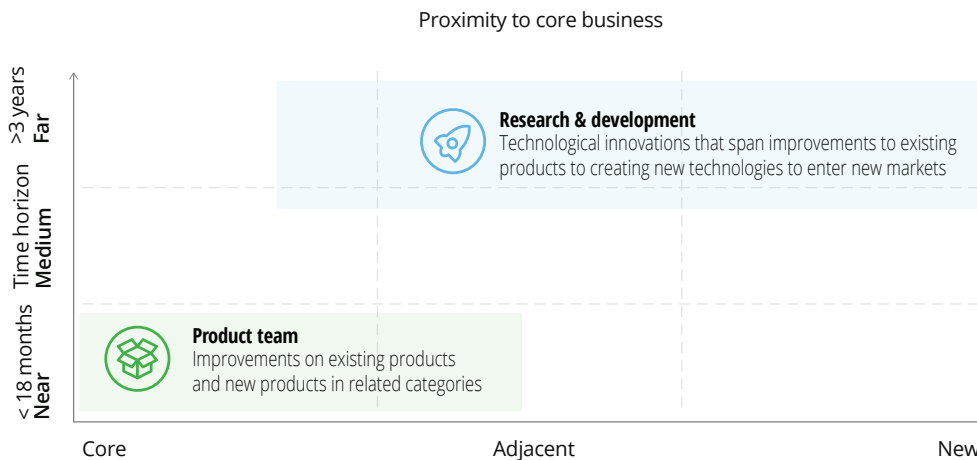 Proximity to core business
>3 years
Far
Research & development
Technological innovations that span improvements to existing
products to creating new technologies to enter new markets
Time horizon
Medium
Product team
Improvements on existing products
and new products in related categories
< 18 months
Near
Core
Adjacent
New